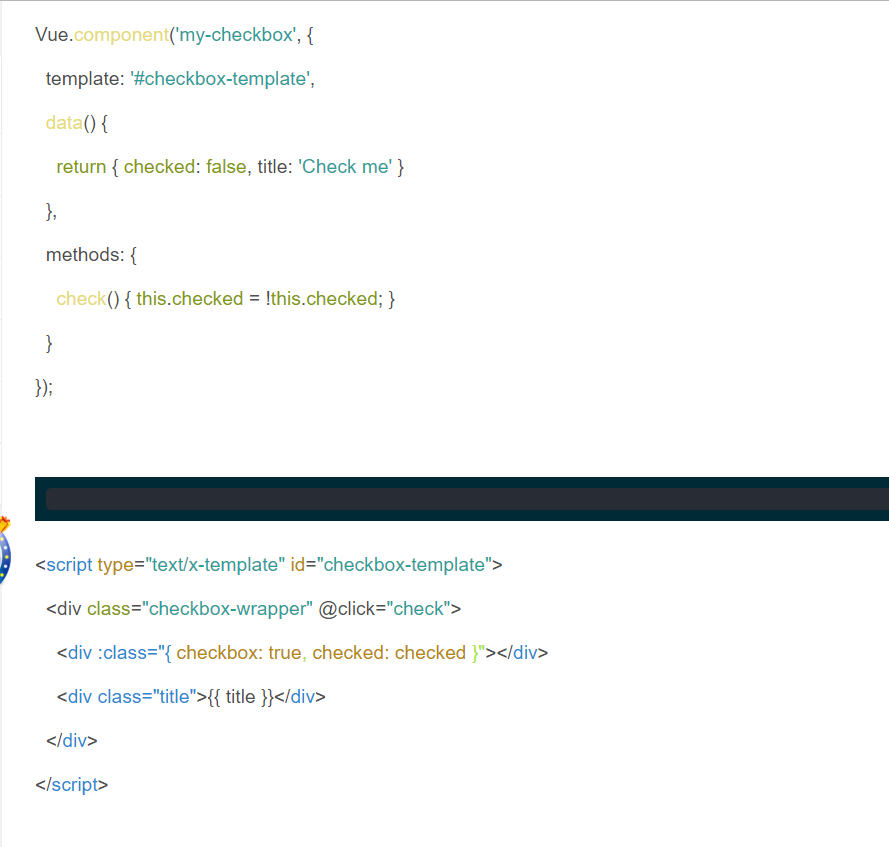 Vue.component('my-checkbox', {
template: '#checkbox-template',
data() {
return { checked: false, title: 'Check me' }
},
methods: {
check() { this.checked = !this.checked; }
}
});
<script type="text/x-template" id="checkbox-template">
<div class="checkbox-wrapper" @click="check">
<div :class="{ checkbox: true, checked: checked }"></div>
<div class="title">{{ title }}</div>
</div>
</script>